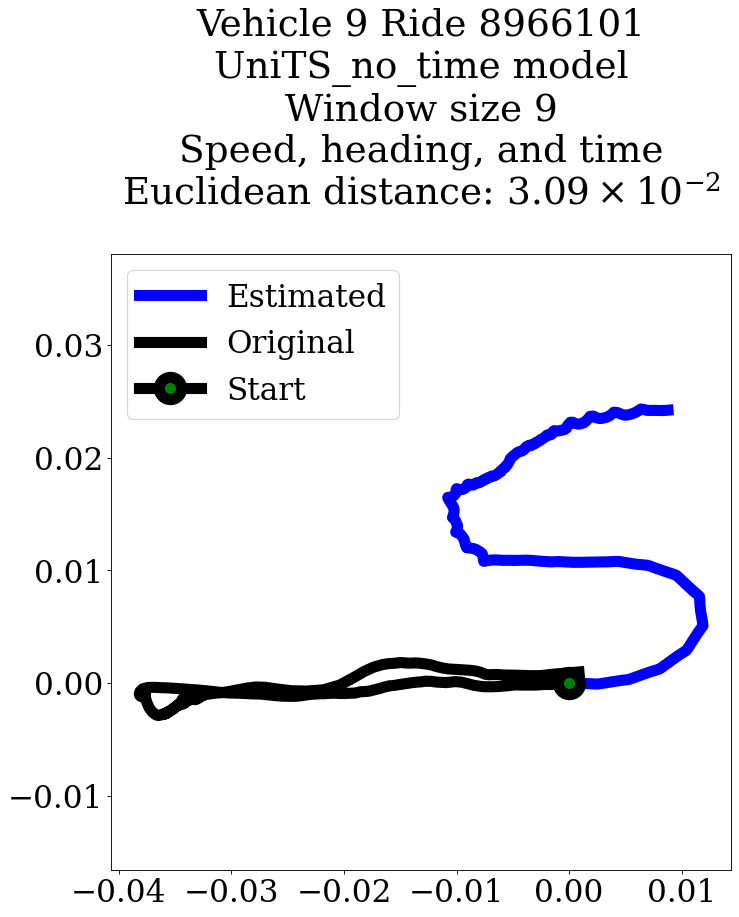 Vehicle 9 Ride 8966101
UniTS_no_time model
Window size 9
Speed, heading, and time
Euclidean distance: 3.09 × 10⁻²
Estimated
Original
Start
0.03
0.02
0.01
0.00
−0.01
−0.04 −0.03 −0.02 −0.01 0.00 0.01